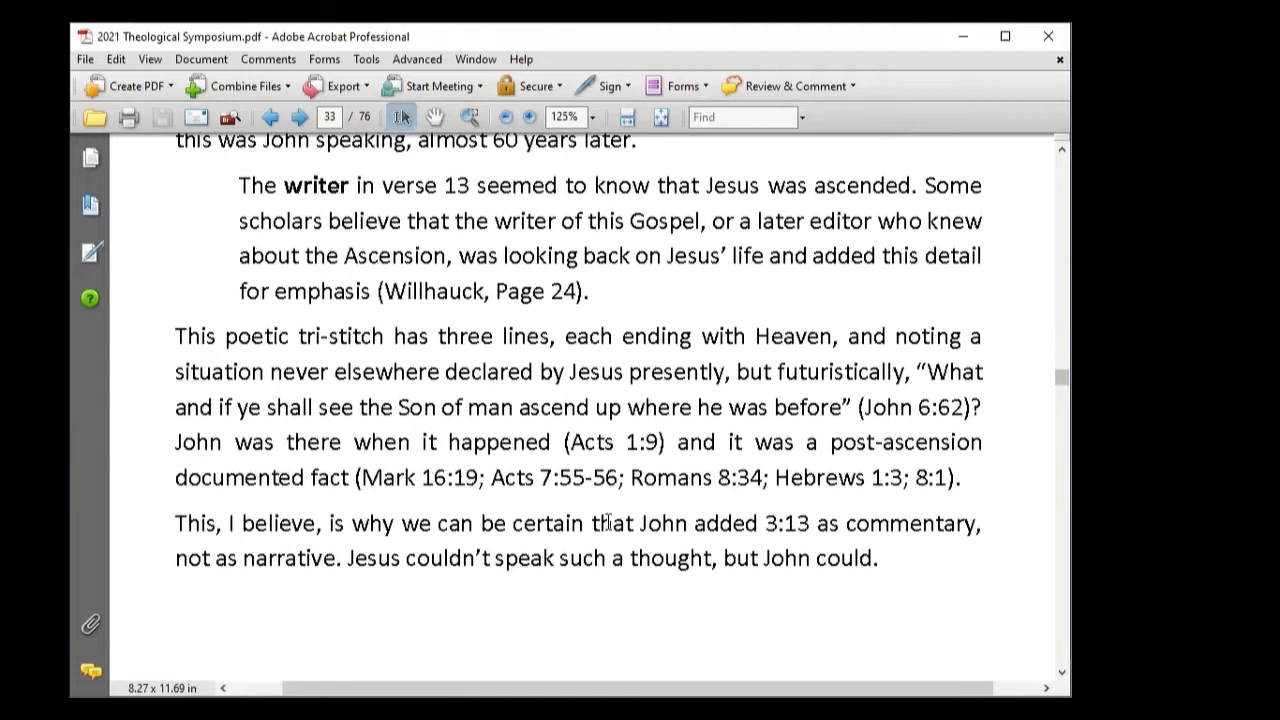 2021 Theological Symposium.pdf - Adobe Acrobat Professional
File Edit View Document Comments Forms Tools Advanced Window Help
Create PDF Combine Files Export Start Meeting Secure Sign Forms Review & Comment
33 / 76 125% Find
this was John speaking, almost 60 years later.
The writer in verse 13 seemed to know that Jesus was ascended. Some
scholars believe that the writer of this Gospel, or a later editor who knew
about the Ascension, was looking back on Jesus’ life and added this detail
for emphasis (Willhauck, Page 24).
This poetic tri-stitch has three lines, each ending with Heaven, and noting a
situation never elsewhere declared by Jesus presently, but futuristically, “What
and if ye shall see the Son of man ascend up where he was before” (John 6:62)?
John was there when it happened (Acts 1:9) and it was a post-ascension
documented fact (Mark 16:19; Acts 7:55-56; Romans 8:34; Hebrews 1:3; 8:1).
This, I believe, is why we can be certain that John added 3:13 as commentary,
not as narrative. Jesus couldn’t speak such a thought, but John could.
8.27 x 11.69 in